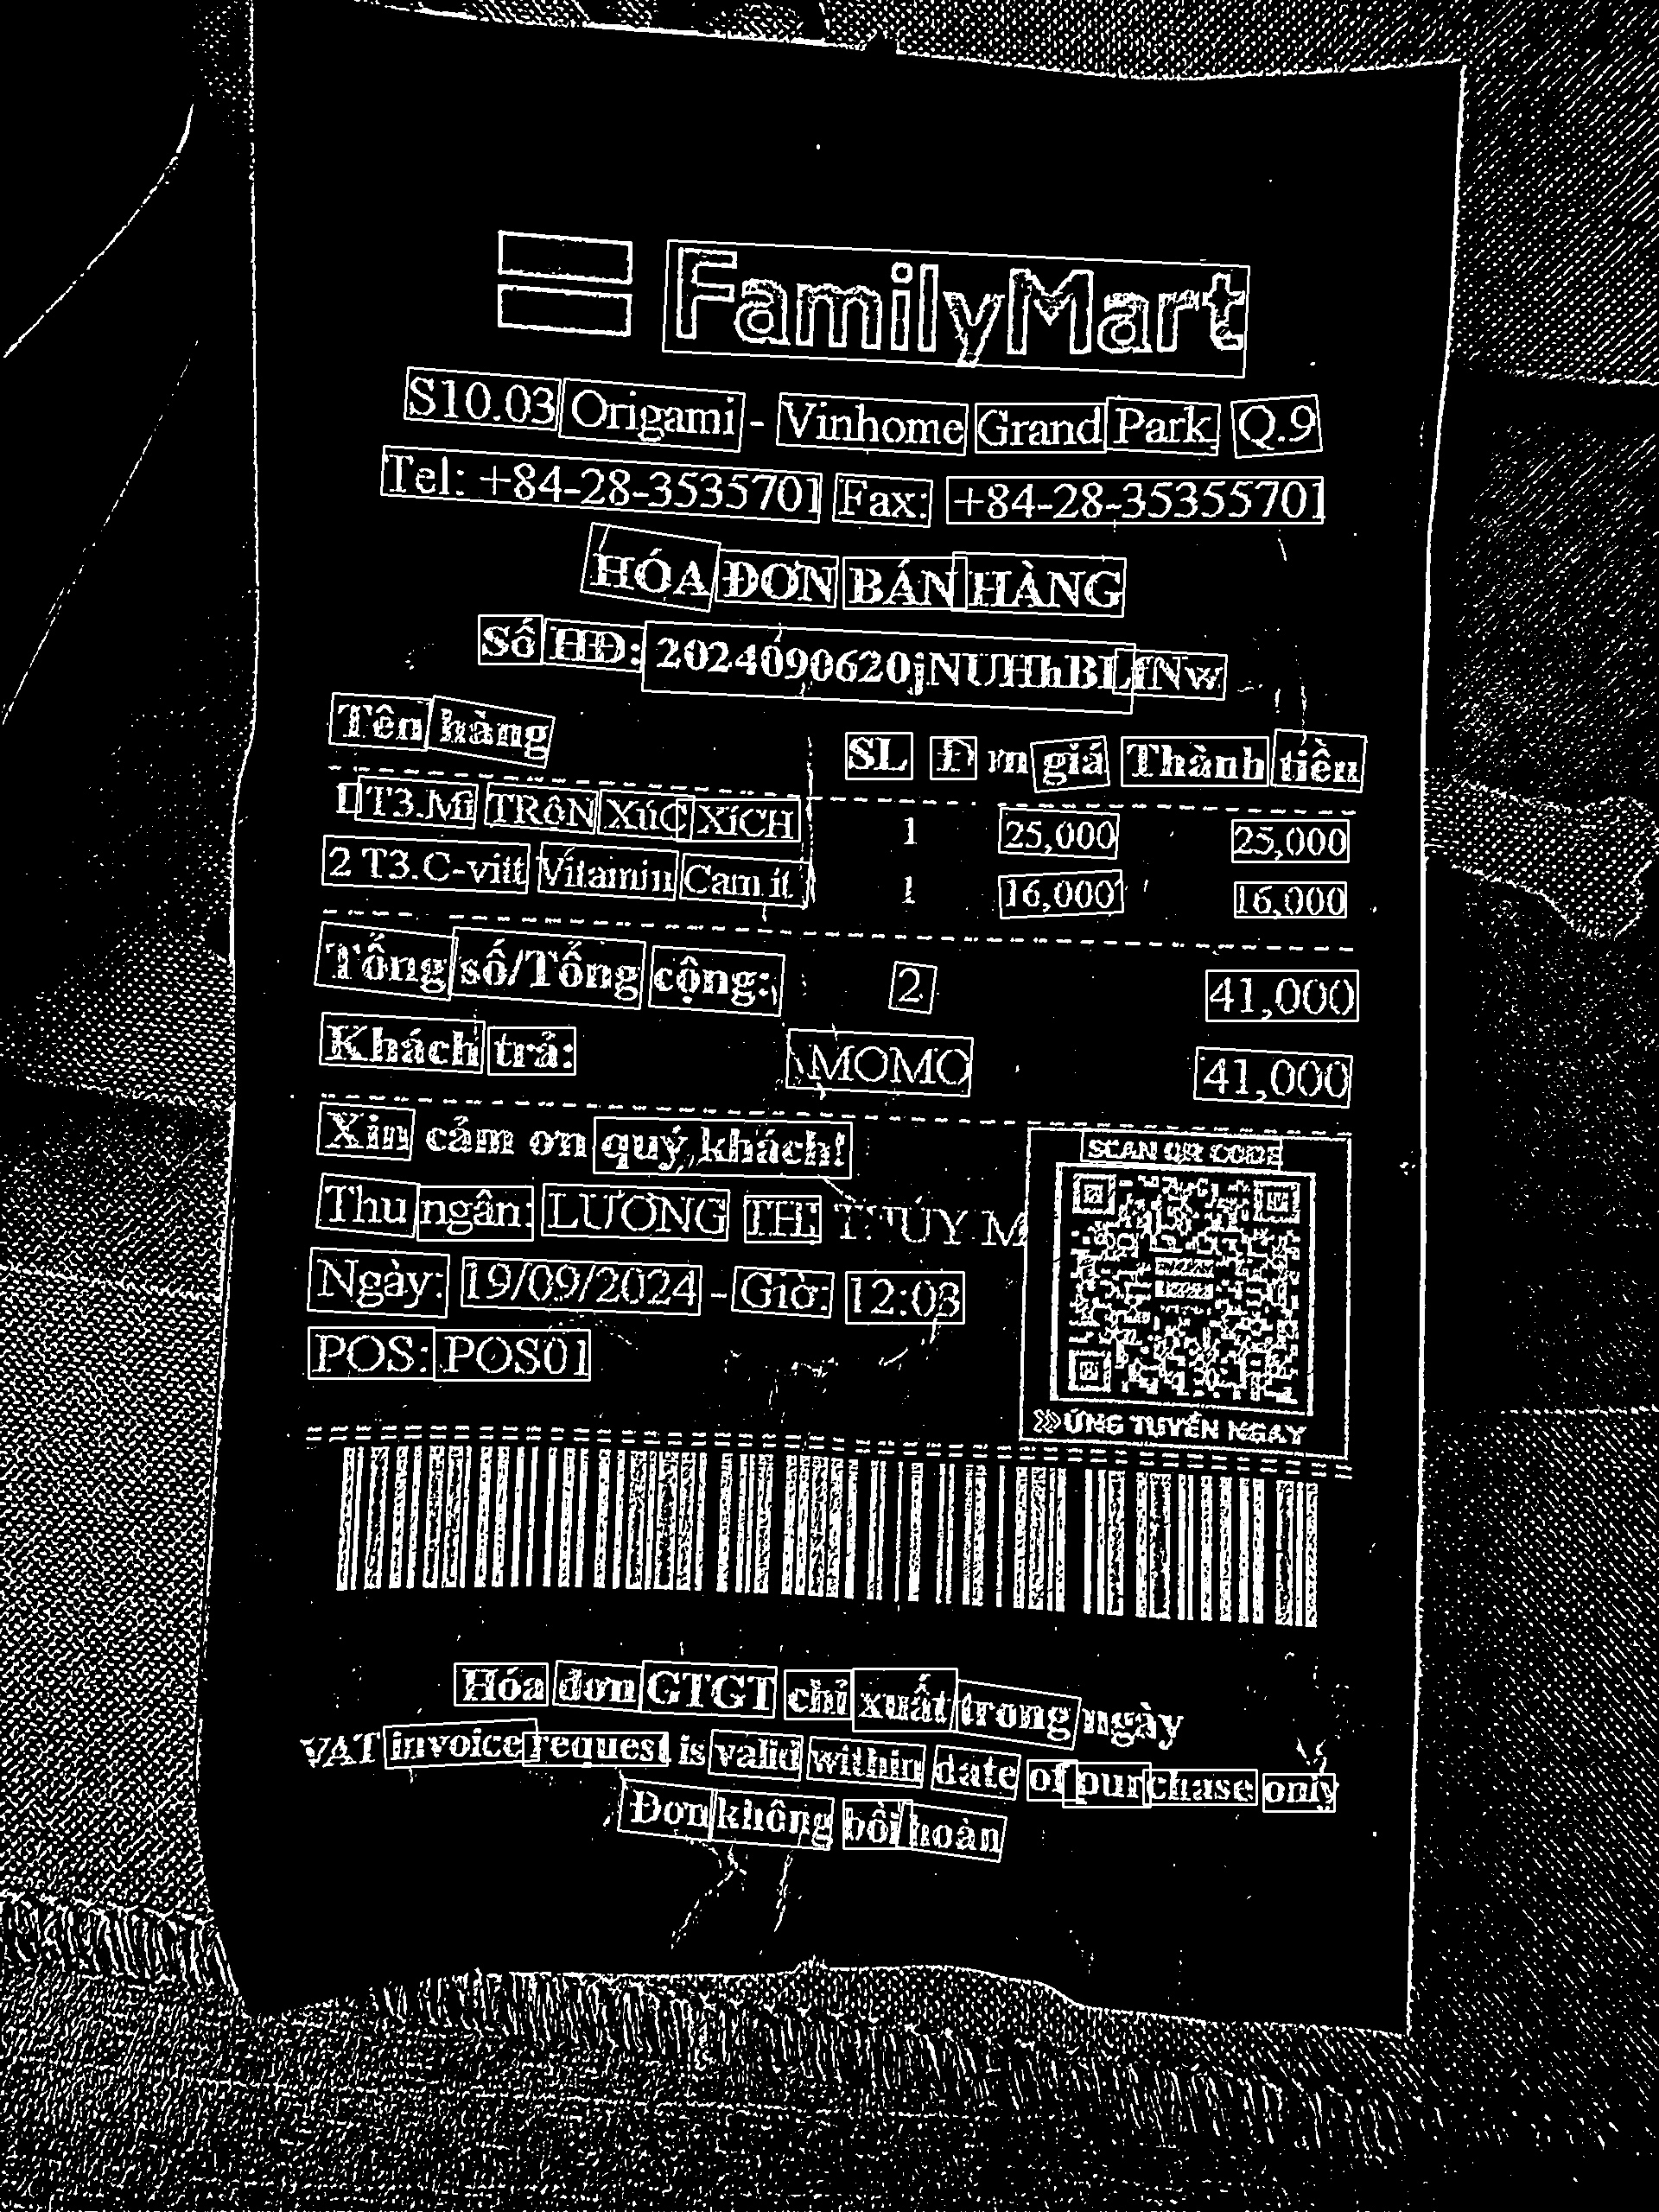 FamilyMart
S10.03 Origami - Vinhome Grand Park, Q.9
Tel: +84-28-3535701 Fax: +84-28-35355701
HÓA ĐƠN BÁN HÀNG
Số HĐ: 2024090620jNUHhBLfNw
Tên hàng SL Đơn giá Thành tiền
T3.Mì TRộN XúC XíCH 1 25,000 25,000
2 T3.C-vitt Vitamin Cam 1 16,000 16,000
Tổng số/Tổng cộng: 2 41,000
Khách trả: MOMO 41,000
Xin cảm ơn quý khách!
SCAN QR CODE
Thu ngân: LƯƠNG THỊ THÚY M
Ngày: 19/09/2024 - Giờ: 12:03
POS: POS01
ỨNG TUYỂN NGAY
Hóa đơn GTGT chỉ xuất trong ngày
VAT invoice request is valid within date of purchase only
Đơn không bồi hoàn